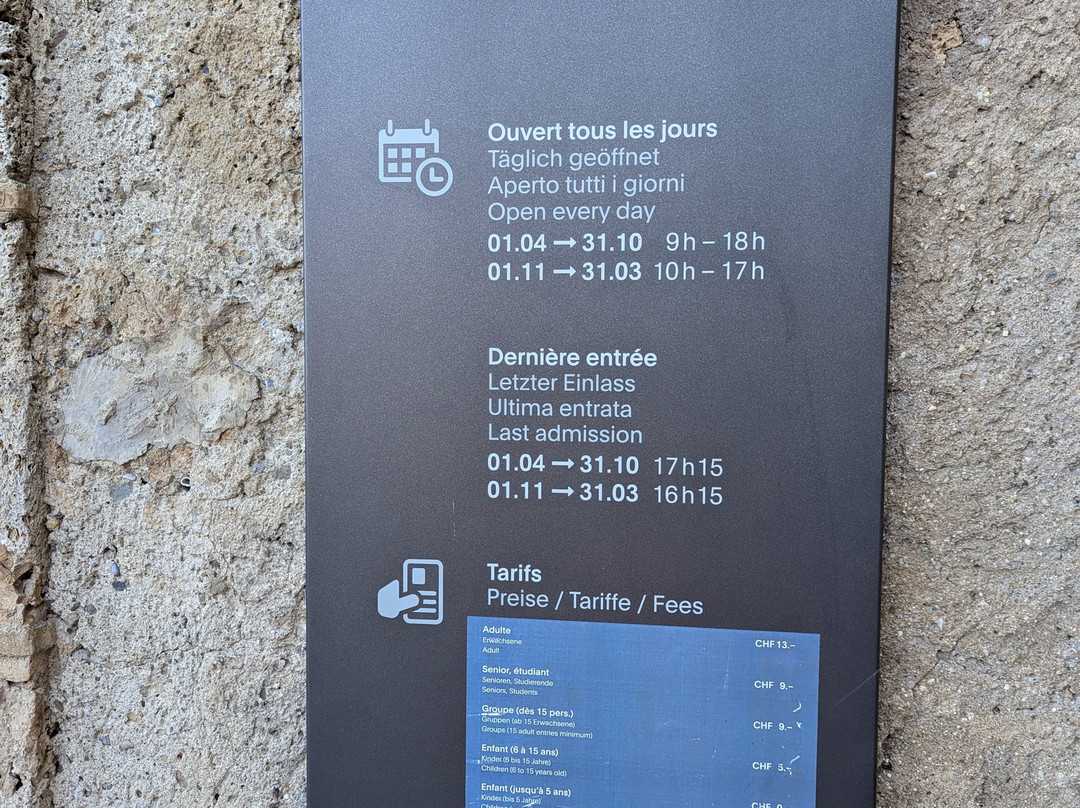 Ouvert tous les jours
Täglich geöffnet
Aperto tutti i giorni
Open every day
01.04 → 31.10 9h – 18h
01.11 → 31.03 10h – 17h
Dernière entrée
Letzter Einlass
Ultima entrata
Last admission
01.04 → 31.10 17h15
01.11 → 31.03 16h15
Tarifs
Preise / Tariffe / Fees
Adulte
Erwachsene
Adult
CHF 13.–
Senior, étudiant
Senioren, Studierende
Seniors, Students
CHF 9.–
Groupe (dès 15 pers.)
Gruppen (ab 15 Erwachsene)
Groups (15 adult entries minimum)
CHF 9.–
Enfant (6 à 15 ans)
Kinder (6 bis 15 Jahre)
Children (6 to 15 years old)
CHF 5.–
Enfant (jusqu'à 5 ans)
Kinder (bis 5 Jahre)
CHF 0